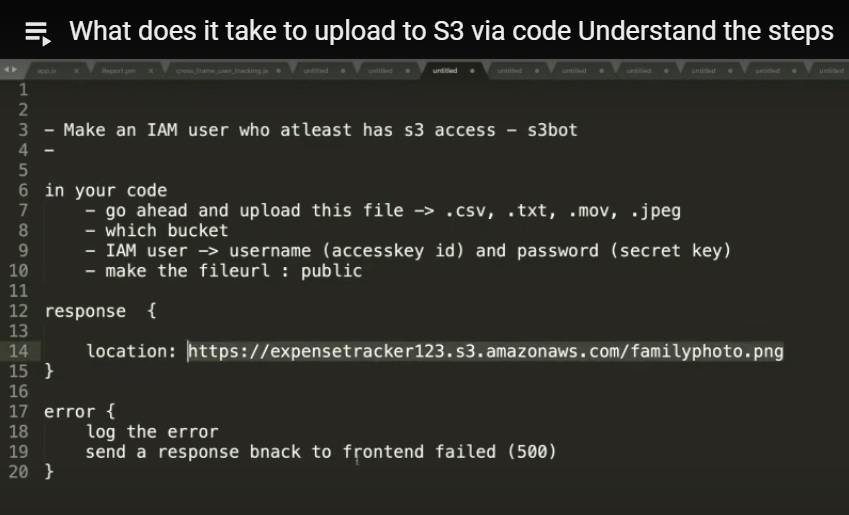 What does it take to upload to S3 via code Understand the steps
app.js Report.pm cross_frame_user_tracking.js untitled untitled untitled untitled untitled untitled untitled untitled untitled
1
2
3 - Make an IAM user who atleast has s3 access - s3bot
4 -
5
6 in your code
7 - go ahead and upload this file -> .csv, .txt, .mov, .jpeg
8 - which bucket
9 - IAM user -> username (accesskey id) and password (secret key)
10 - make the fileurl : public
11
12 response {
13
14 location: https://expensetracker123.s3.amazonaws.com/familyphoto.png
15 }
16
17 error {
18 log the error
19 send a response bnack to frontend failed (500)
20 }